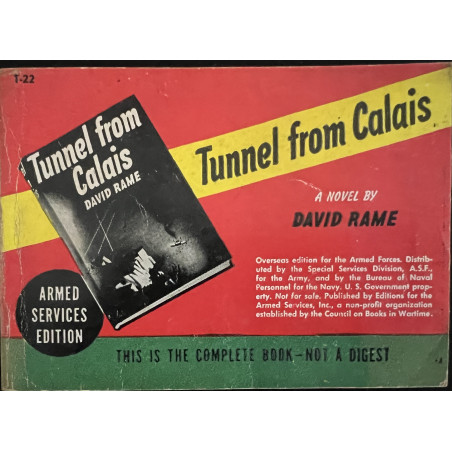 T-22
Tunnel from
Calais
DAVID RAME
Tunnel from Calais
A NOVEL BY
DAVID RAME
Overseas edition for the Armed Forces. Distrib-
uted by the Special Services Division, A.S.F.,
for the Army, and by the Bureau of Naval
Personnel for the Navy. U. S. Government prop-
erty. Not for sale. Published by Editions for the
Armed Services, Inc., a non-profit organization
established by the Council on Books in Wartime.
ARMED
SERVICES
EDITION
THIS IS THE COMPLETE BOOK—NOT A DIGEST